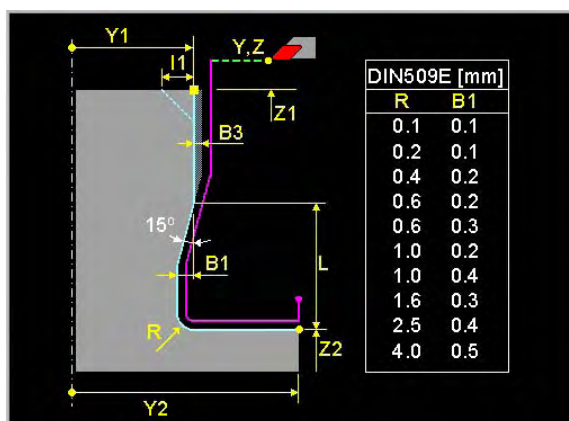 Y1
I1
Y,Z
Z1
B3
15°
B1
L
R
Z2
Y2
DIN509E [mm]
R B1
0.1 0.1
0.2 0.1
0.4 0.2
0.6 0.2
0.6 0.3
1.0 0.2
1.0 0.4
1.6 0.3
2.5 0.4
4.0 0.5